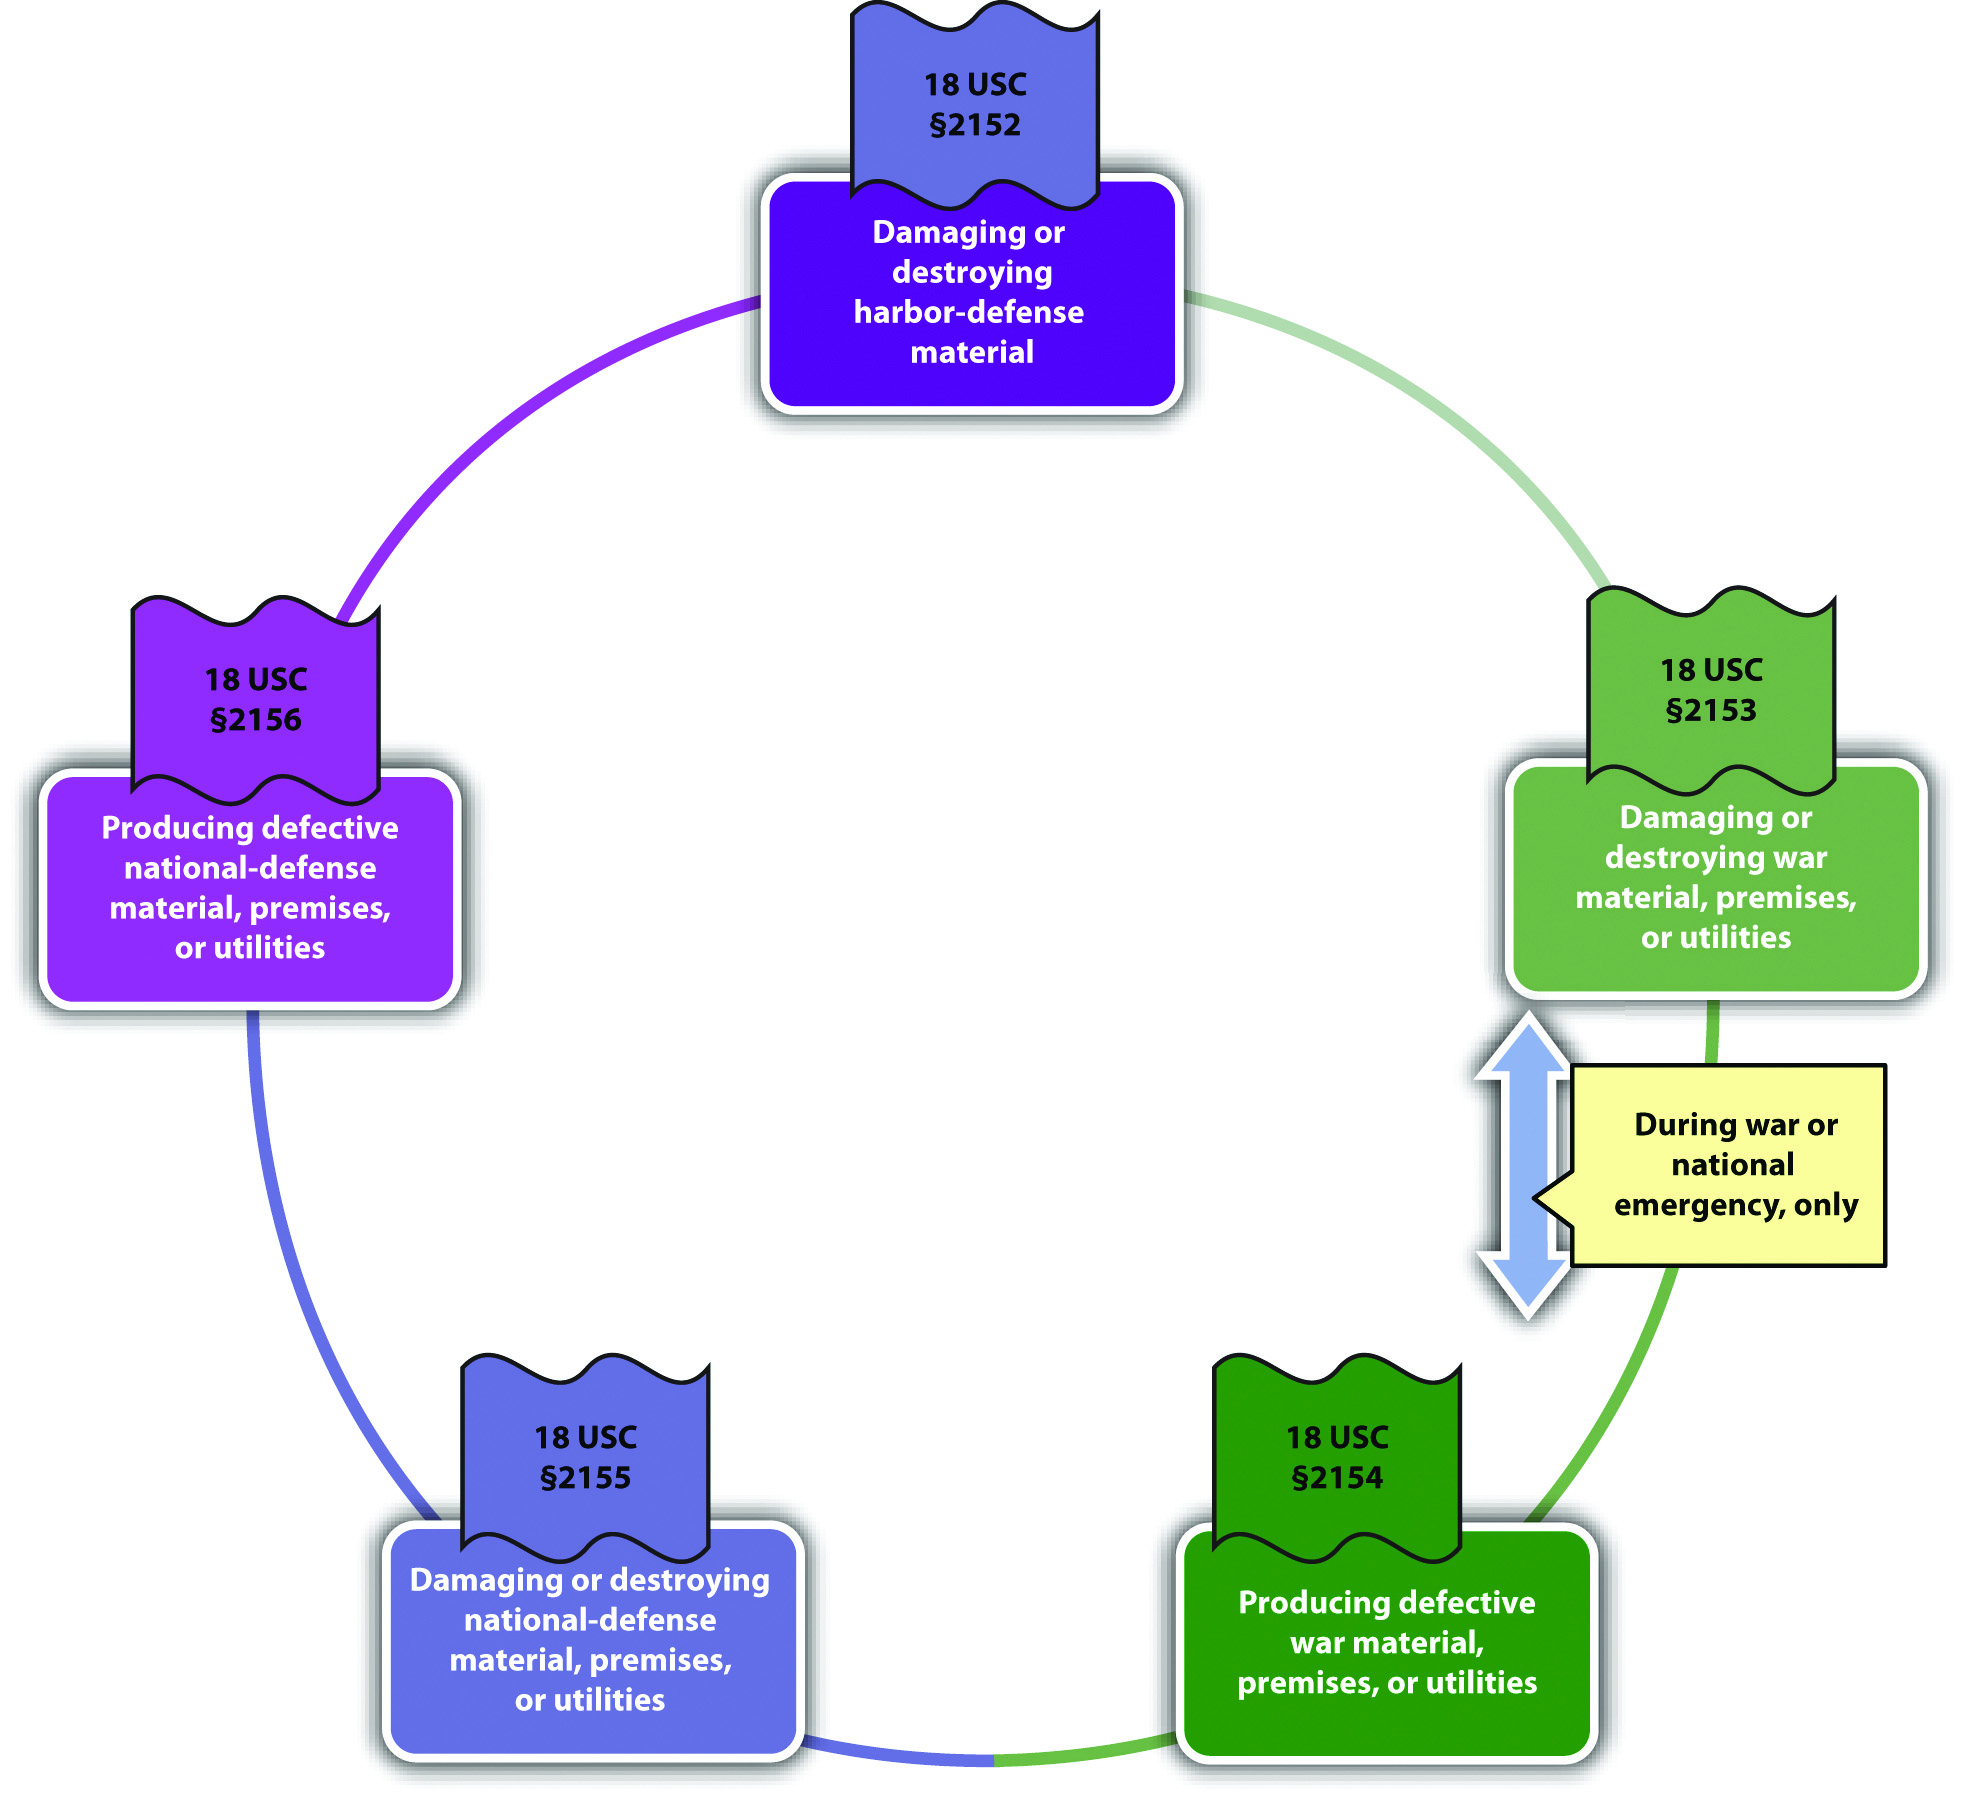 18 USC
§2152
Damaging or
destroying
harbor-defense
material
18 USC
§2156
Producing defective
national-defense
material, premises,
or utilities
18 USC
§2153
Damaging or
destroying war
material, premises,
or utilities
During war or
national
emergency, only
18 USC
§2155
Damaging or destroying
national-defense
material, premises,
or utilities
18 USC
§2154
Producing defective
war material,
premises, or utilities